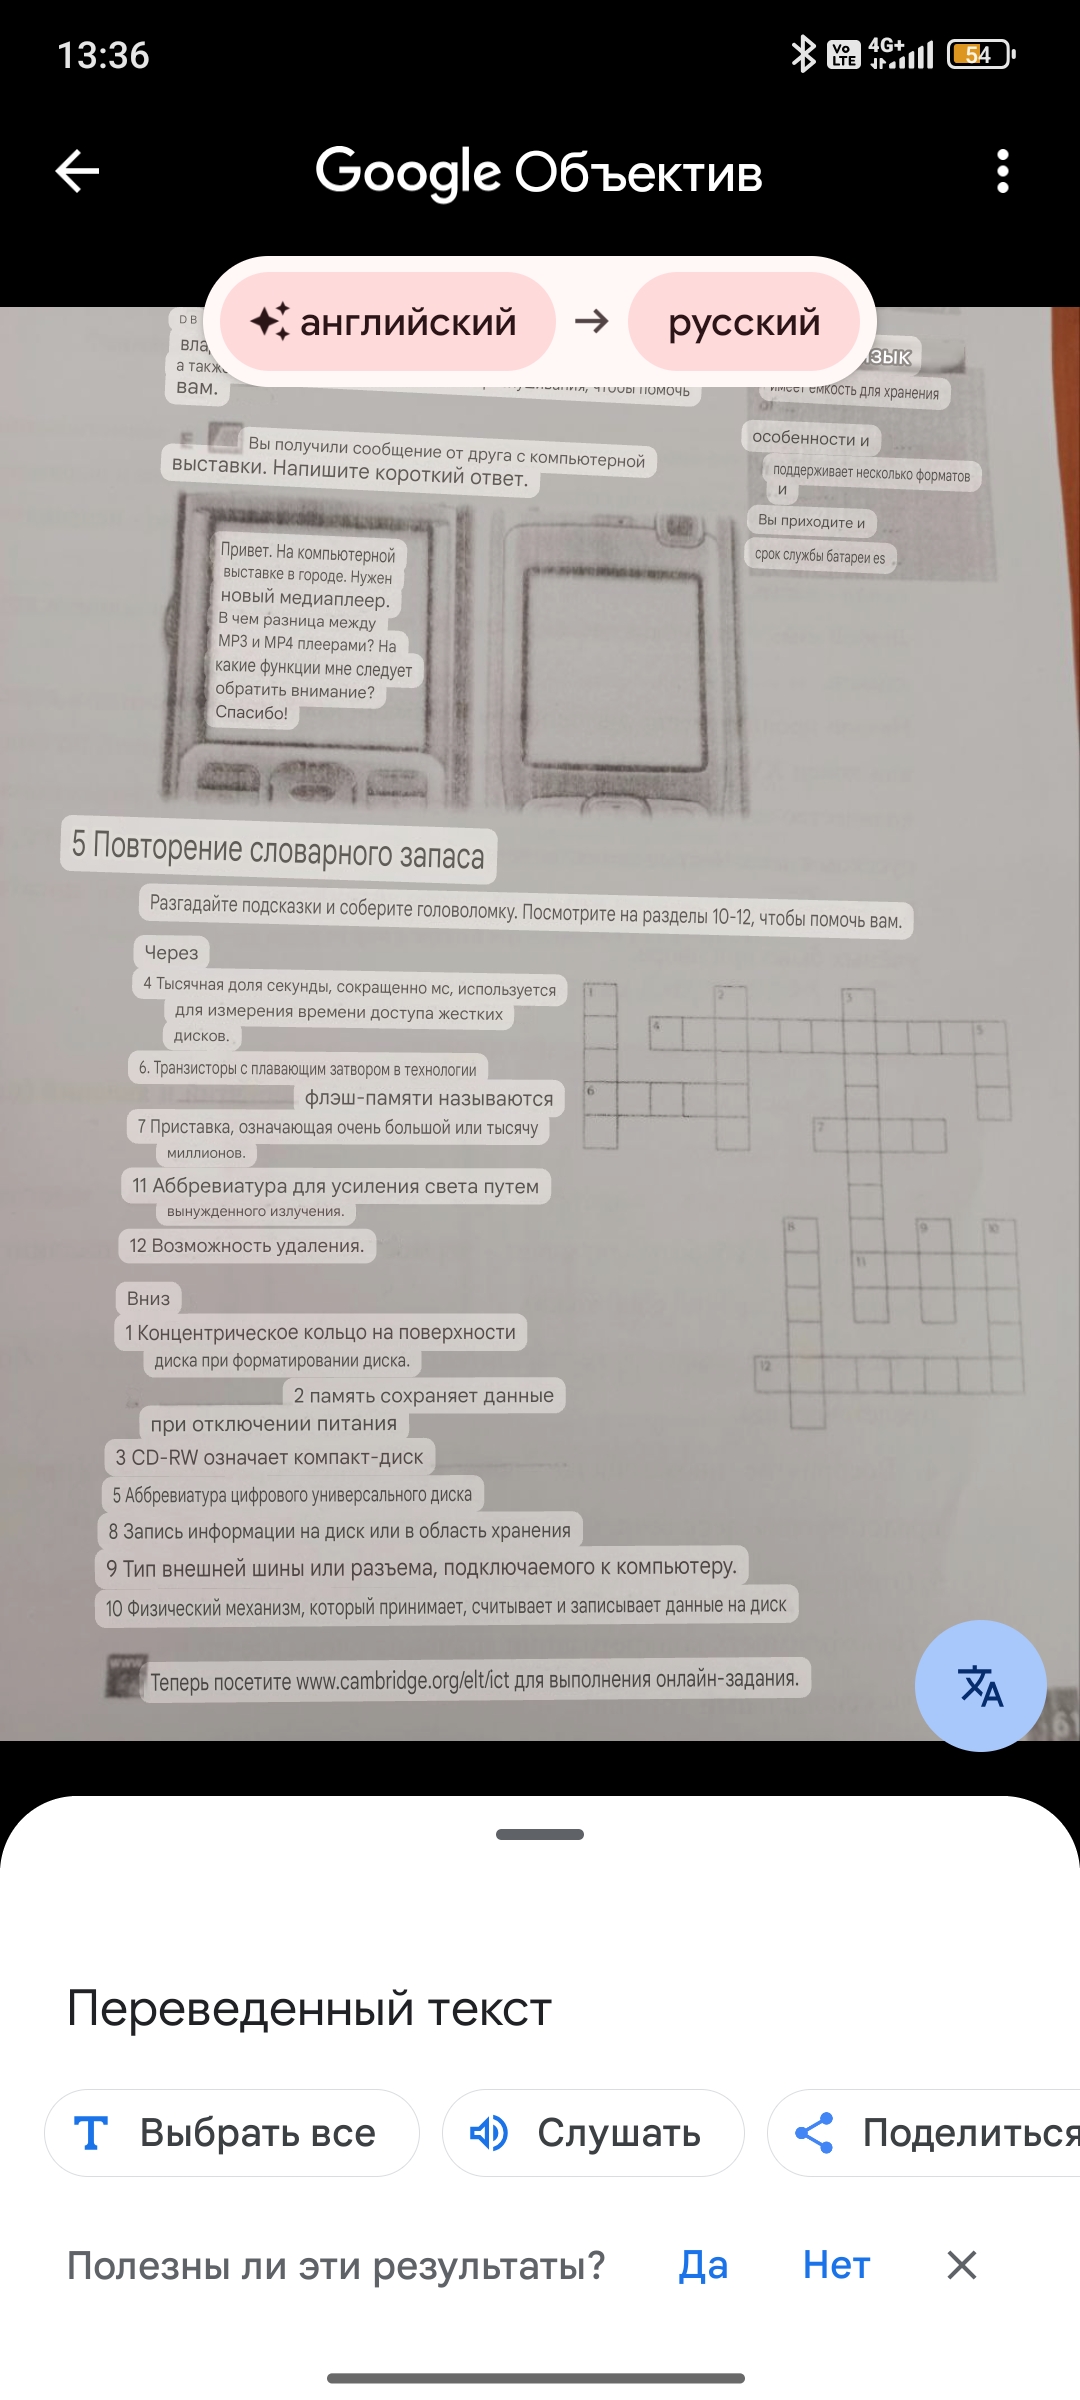 13:36
Vo LTE 4G+ 54
Google Объектив
английский → русский
D B
а также
вам.
чтобы помочь
язык
имеет емкость для хранения
of ...
особенности и
поддерживает несколько форматов
и
Вы приходите и
срок службы батареи es
E Вы получили сообщение от друга с компьютерной
выставки. Напишите короткий ответ.
Привет. На компьютерной
выставке в городе. Нужен
новый медиаплеер.
В чем разница между
MP3 и MP4 плеерами? На
какие функции мне следует
обратить внимание?
Спасибо!
5 Повторение словарного запаса
Разгадайте подсказки и соберите головоломку. Посмотрите на разделы 10-12, чтобы помочь вам.
Через
4 Тысячная доля секунды, сокращенно мс, используется
для измерения времени доступа жестких
дисков.
6. Транзисторы с плавающим затвором в технологии
флэш-памяти называются
7 Приставка, означающая очень большой или тысячу
миллионов.
11 Аббревиатура для усиления света путем
вынужденного излучения.
12 Возможность удаления.
Вниз
1 Концентрическое кольцо на поверхности
диска при форматировании диска.
2 память сохраняет данные
при отключении питания
3 CD-RW означает компакт-диск
5 Аббревиатура цифрового универсального диска
8 Запись информации на диск или в область хранения
9 Тип внешней шины или разъема, подключаемого к компьютеру.
10 Физический механизм, который принимает, считывает и записывает данные на диск
1 2 3
4 5
6
7
8 9 10
11
12
www Теперь посетите www.cambridge.org/elt/ict для выполнения онлайн-задания.
Переведенный текст
Выбрать все
Слушать
Поделиться
Полезны ли эти результаты? Да Нет